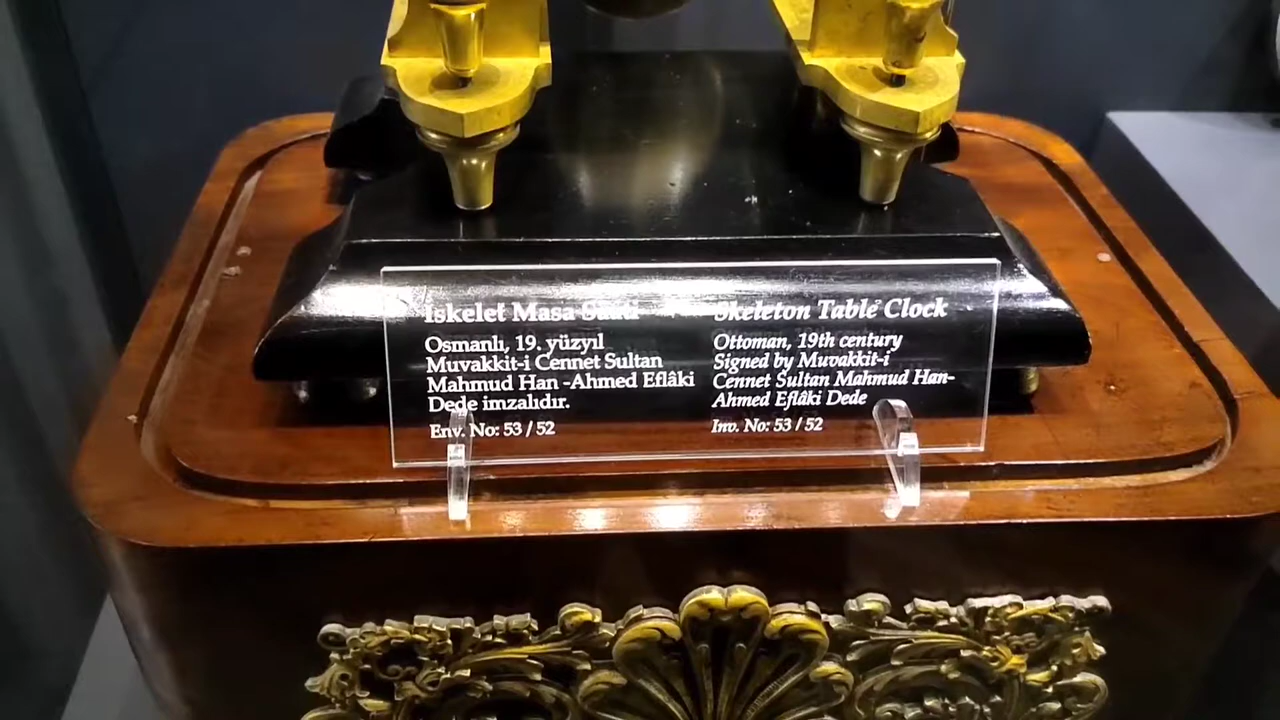 İskelet Masa Saati
Osmanlı, 19. yüzyıl
Muvakkit-i Cennet Sultan
Mahmud Han -Ahmed Eflâki
Dede imzalıdır.
Env. No: 53 / 52
Skeleton Table Clock
Ottoman, 19th century
Signed by Muvakkit-i
Cennet Sultan Mahmud Han-
Ahmed Eflâki Dede
Inv. No: 53 / 52